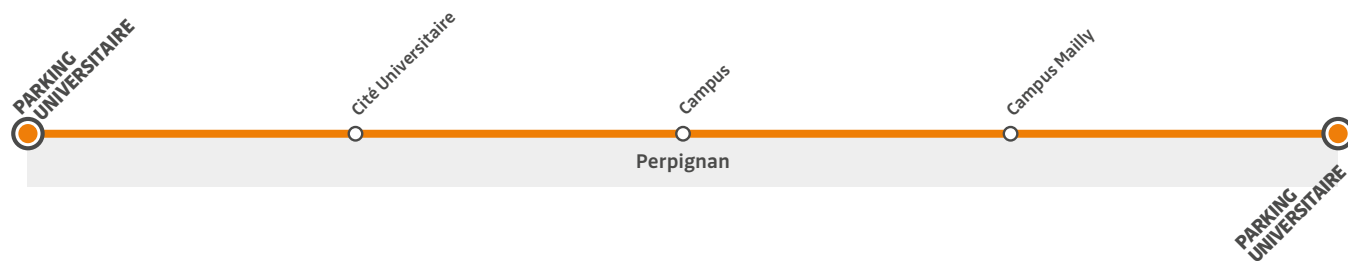 PARKING
UNIVERSITAIRE
Cité Universitaire
Campus
Campus Mailly
Perpignan
PARKING
UNIVERSITAIRE